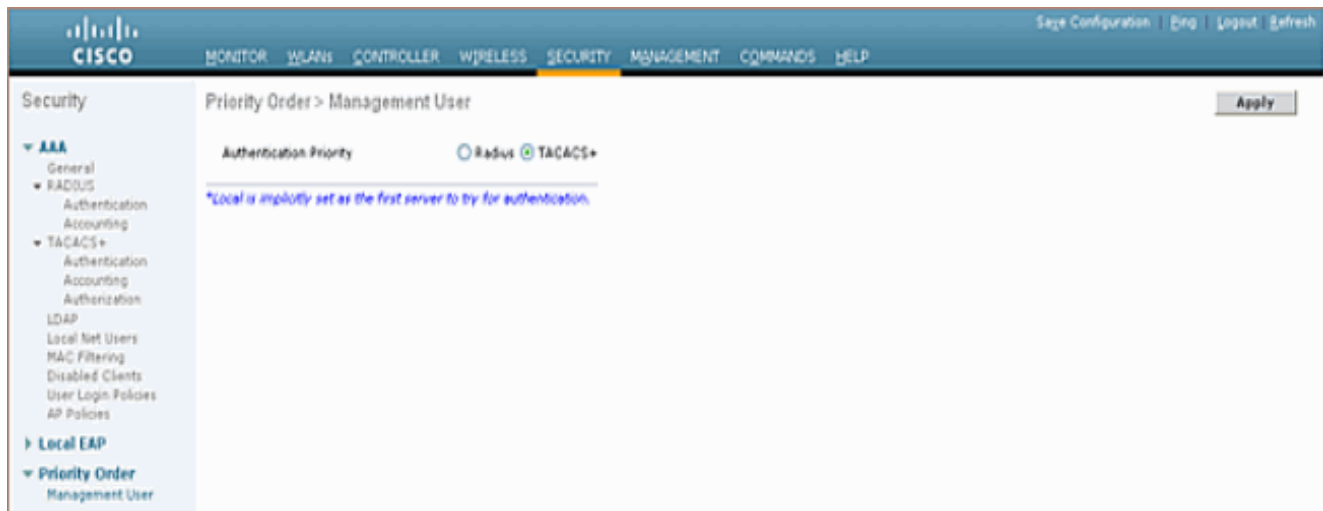 Save Configuration | Ping | Logout | Refresh
CISCO
MONITOR WLANs CONTROLLER WIRELESS SECURITY MANAGEMENT COMMANDS HELP
Security
Priority Order > Management User
Apply
AAA
General
RADIUS
Authentication
Accounting
TACACS+
Authentication
Accounting
Authorization
LDAP
Local Net Users
MAC Filtering
Disabled Clients
User Login Policies
AP Policies
Local EAP
Priority Order
Management User
Authentication Priority Radius TACACS+
*Local is implicitly set as the first server to try for authentication.